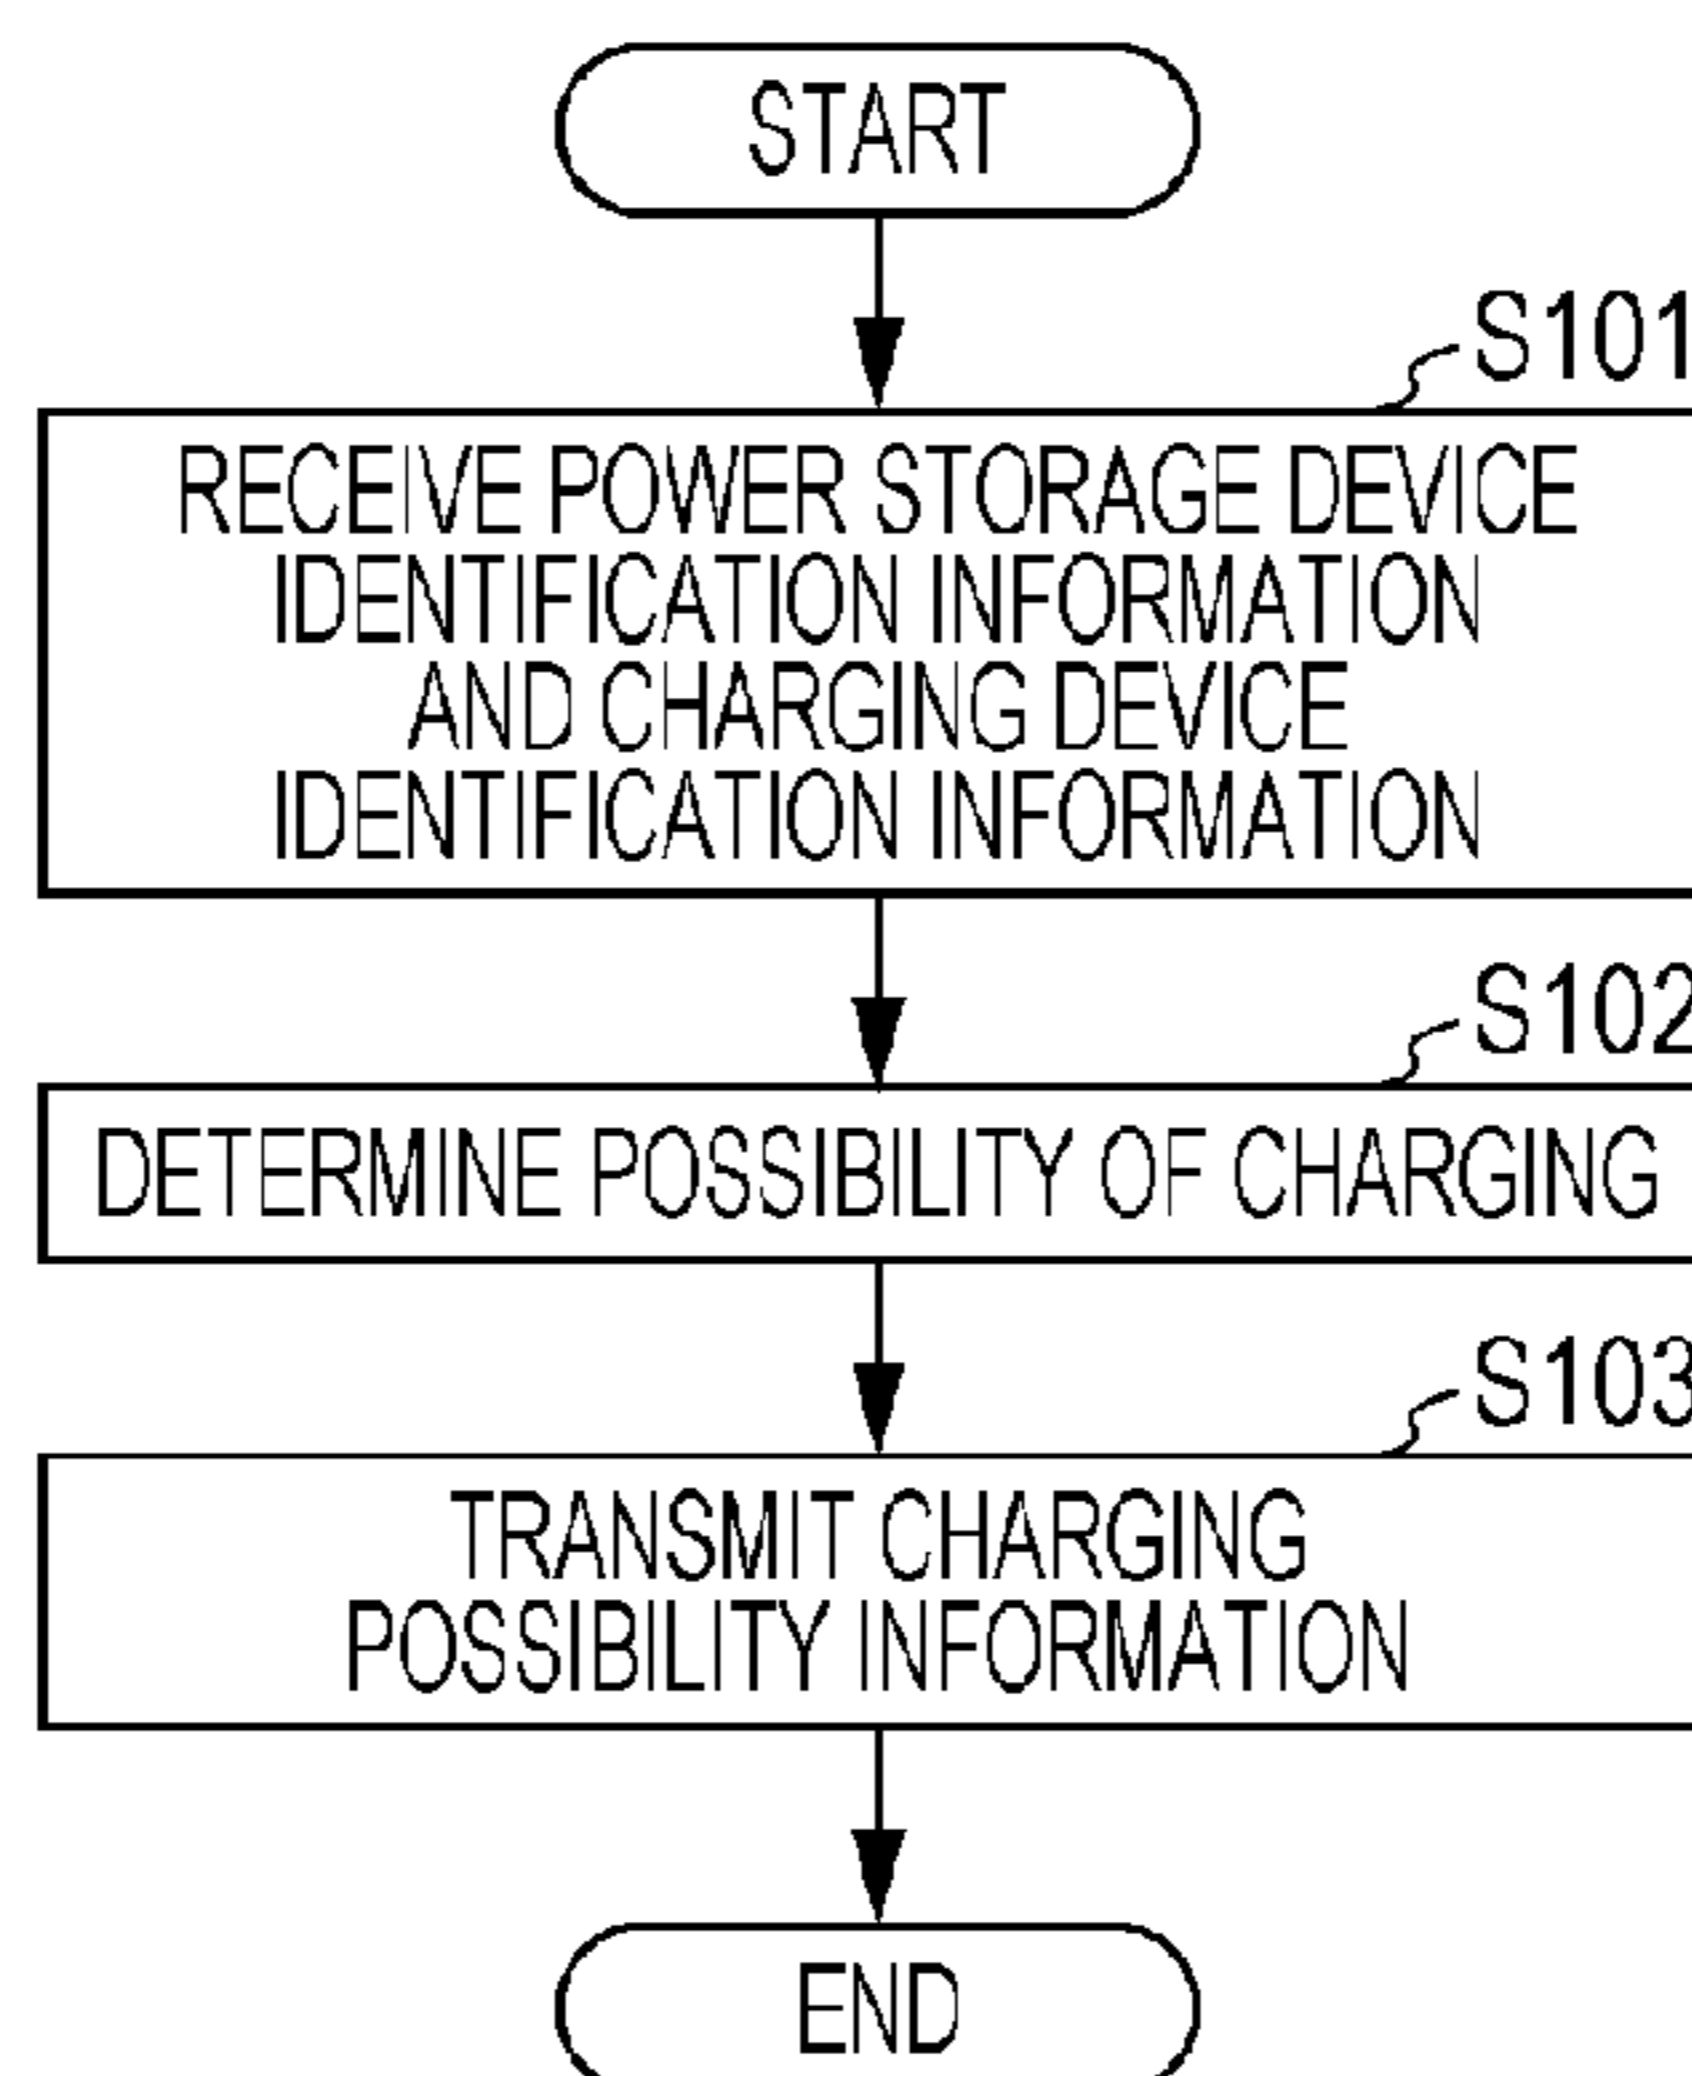 START
S101
RECEIVE POWER STORAGE DEVICE
IDENTIFICATION INFORMATION
AND CHARGING DEVICE
IDENTIFICATION INFORMATION
S102
DETERMINE POSSIBILITY OF CHARGING
S103
TRANSMIT CHARGING
POSSIBILITY INFORMATION
END